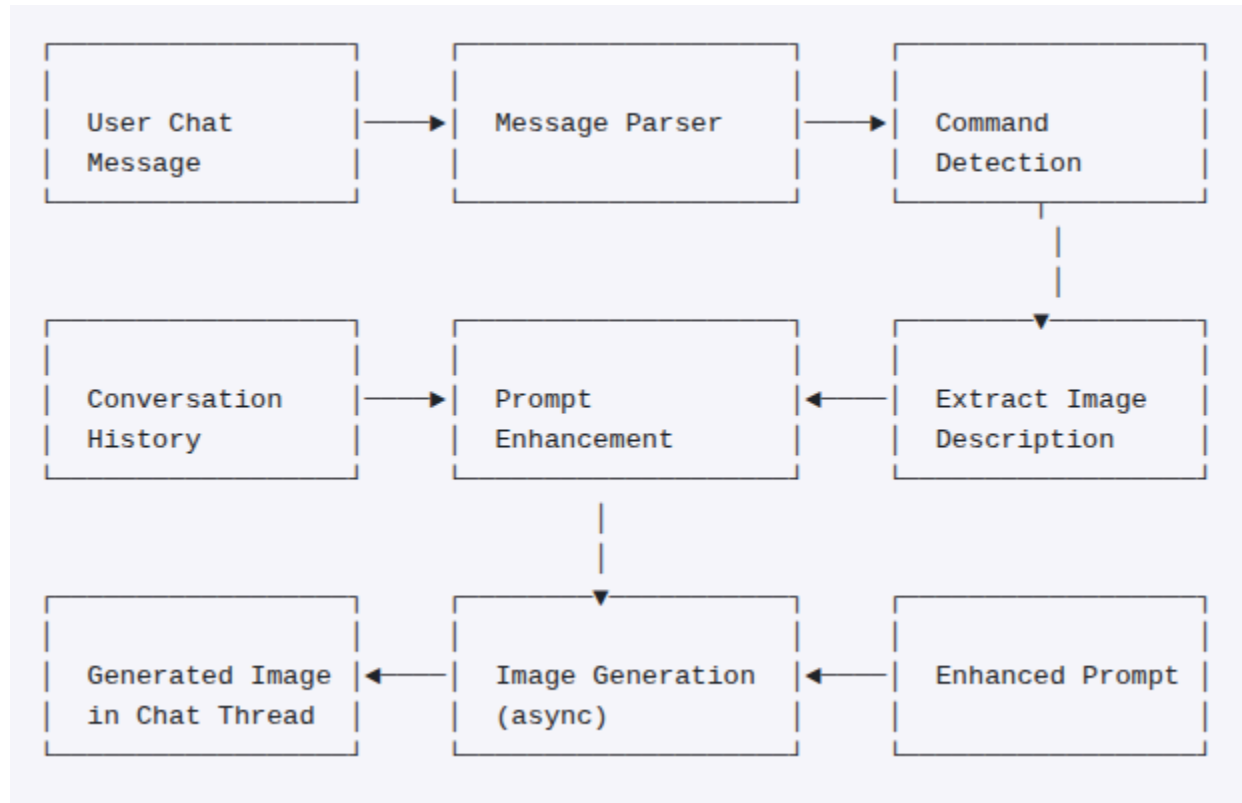 User Chat
Message
Message Parser
Command
Detection
Conversation
History
Prompt
Enhancement
Extract Image
Description
Generated Image
in Chat Thread
Image Generation
(async)
Enhanced Prompt